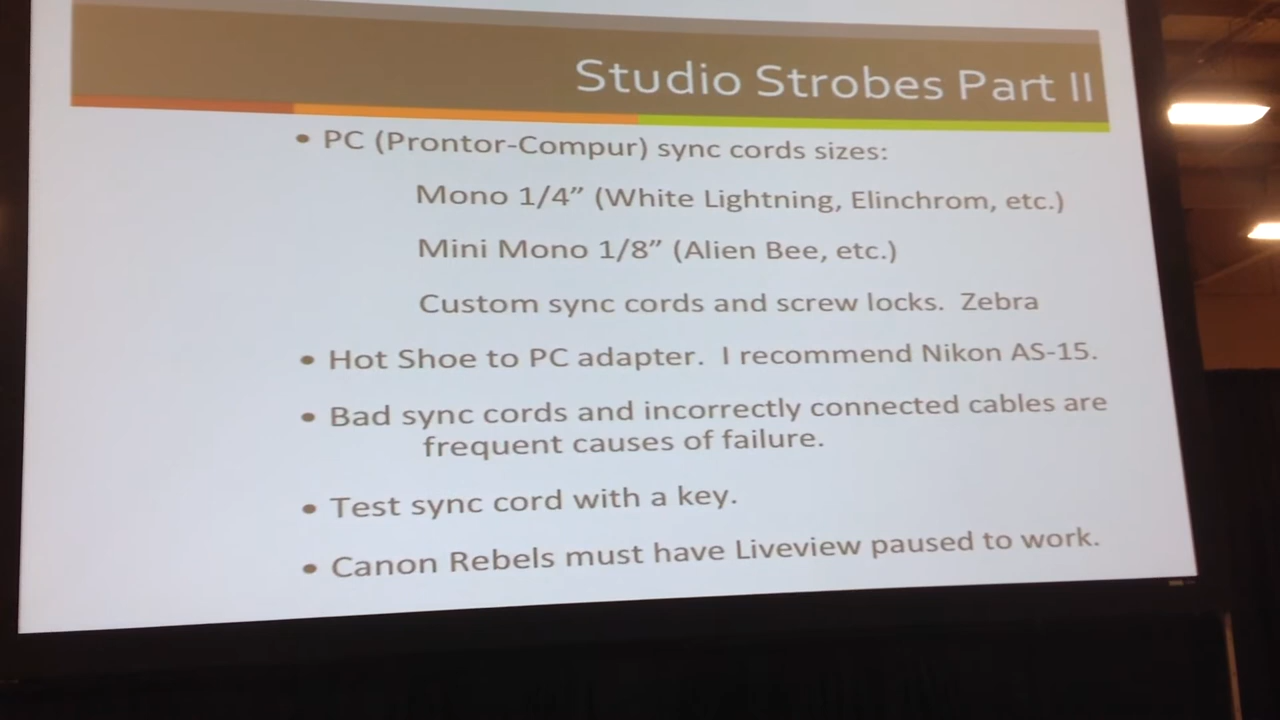 Studio Strobes Part II
• PC (Prontor-Compur) sync cords sizes:
Mono 1/4” (White Lightning, Elinchrom, etc.)
Mini Mono 1/8” (Alien Bee, etc.)
Custom sync cords and screw locks.  Zebra
• Hot Shoe to PC adapter.  I recommend Nikon AS-15.
• Bad sync cords and incorrectly connected cables are
frequent causes of failure.
• Test sync cord with a key.
• Canon Rebels must have Liveview paused to work.